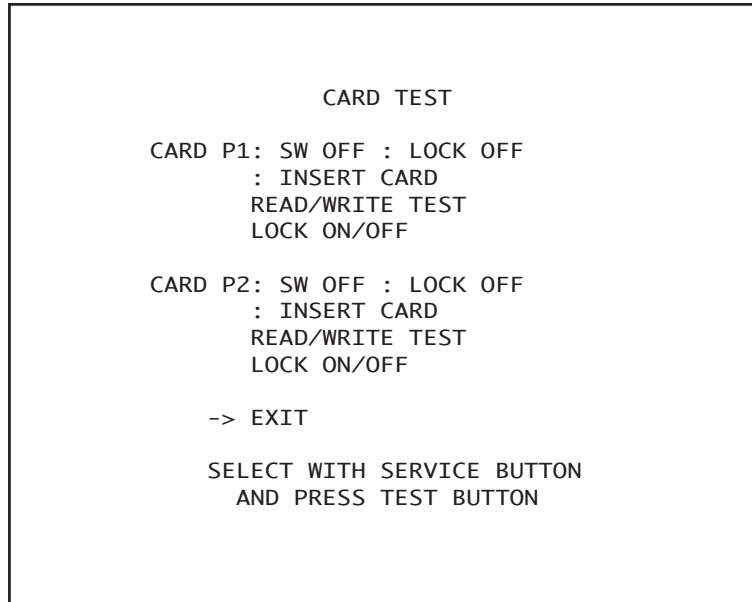 CARD TEST
CARD P1: SW OFF : LOCK OFF
: INSERT CARD
READ/WRITE TEST
LOCK ON/OFF
CARD P2: SW OFF : LOCK OFF
: INSERT CARD
READ/WRITE TEST
LOCK ON/OFF
-> EXIT
SELECT WITH SERVICE BUTTON
AND PRESS TEST BUTTON